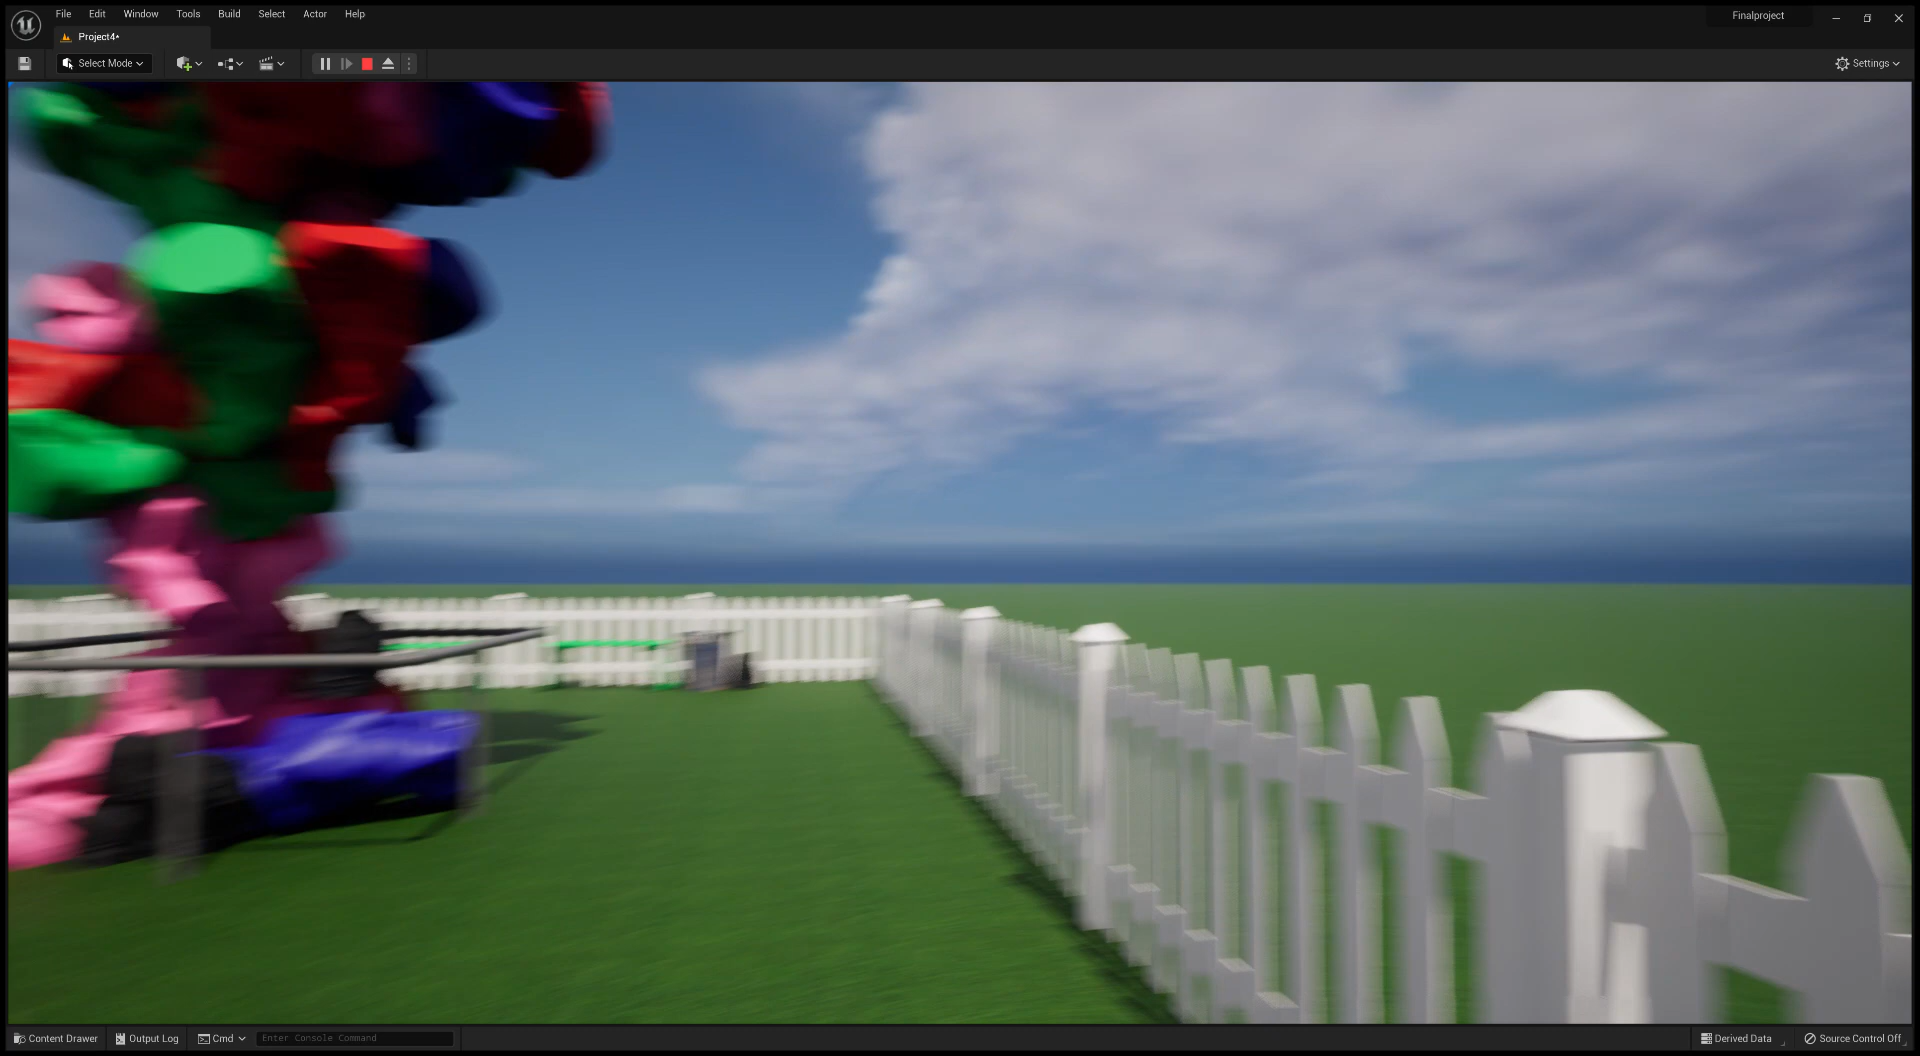 File Edit Window Tools Build Select Actor Help
Finalproject
Project4*
Select Mode
Settings
Content Drawer
Output Log
Cmd
Enter Console Command
Derived Data
Source Control Off